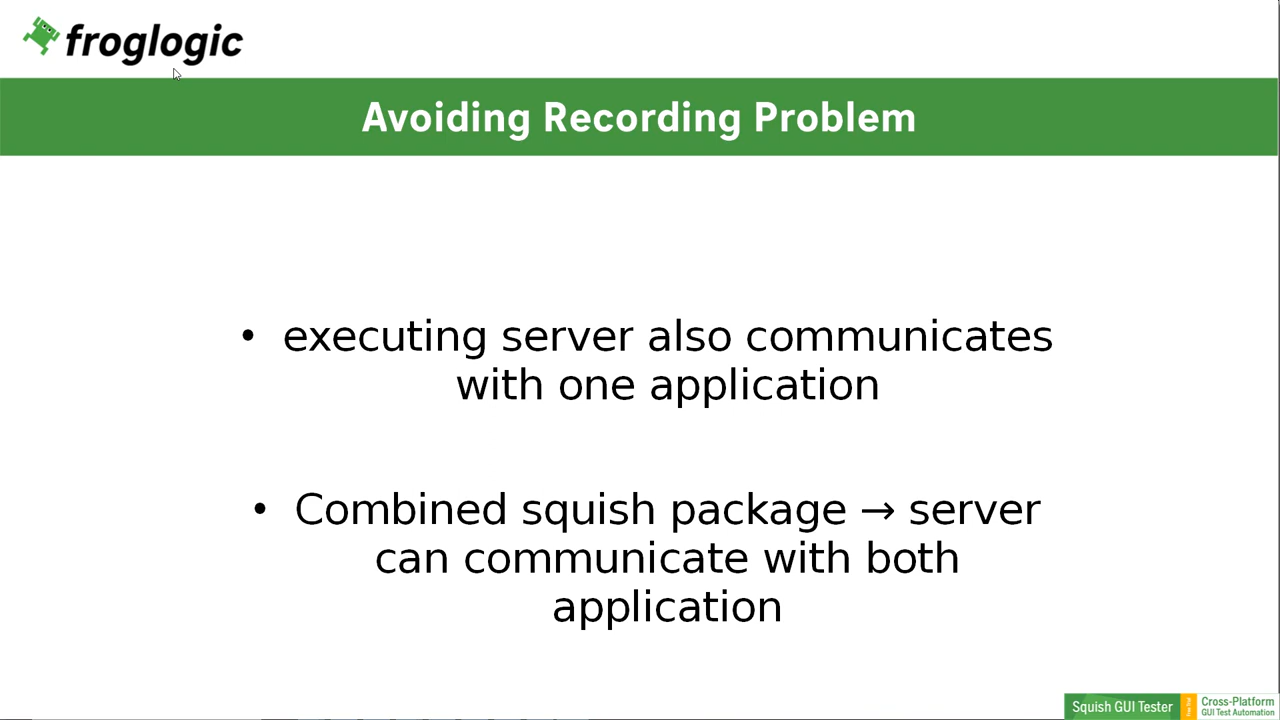 froglogic
Avoiding Recording Problem
• executing server also communicates
with one application
• Combined squish package → server
can communicate with both
application
Squish GUI Tester
Cross-Platform
GUI Test Automation